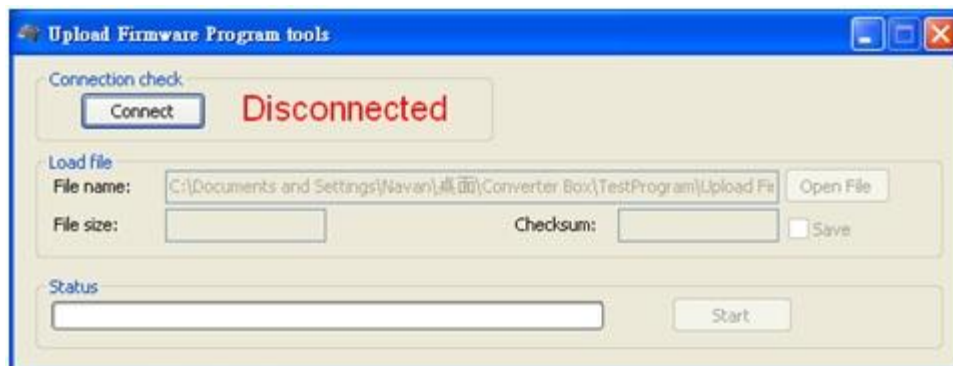 Upload Firmware Program tools
Connection check
Connect Disconnected
Load file
File name: C:\Documents and Settings\Navan\桌面\Converter Box\TestProgram\Upload Fi Open File
File size: Checksum: Save
Status
Start